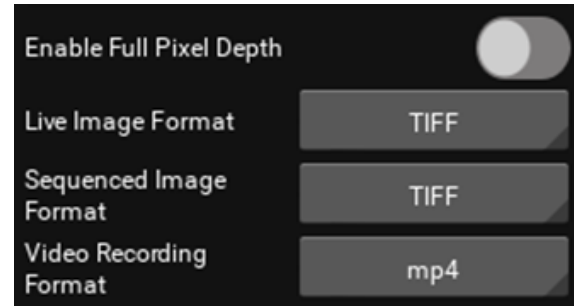 Enable Full Pixel Depth
Live Image Format
TIFF
Sequenced Image
Format
TIFF
Video Recording
Format
mp4